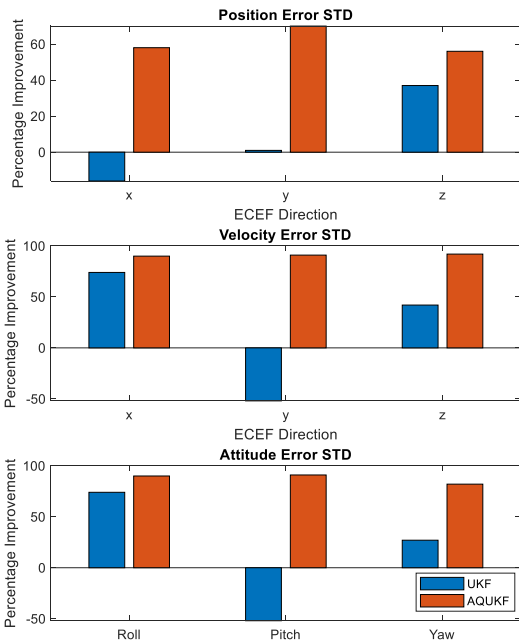 Position Error STD
Percentage Improvement
60
40
20
0
x
y
z
ECEF Direction
Velocity Error STD
Percentage Improvement
100
50
0
-50
x
y
z
ECEF Direction
Attitude Error STD
Percentage Improvement
100
50
0
-50
Roll
Pitch
Yaw
UKF
AQUKF